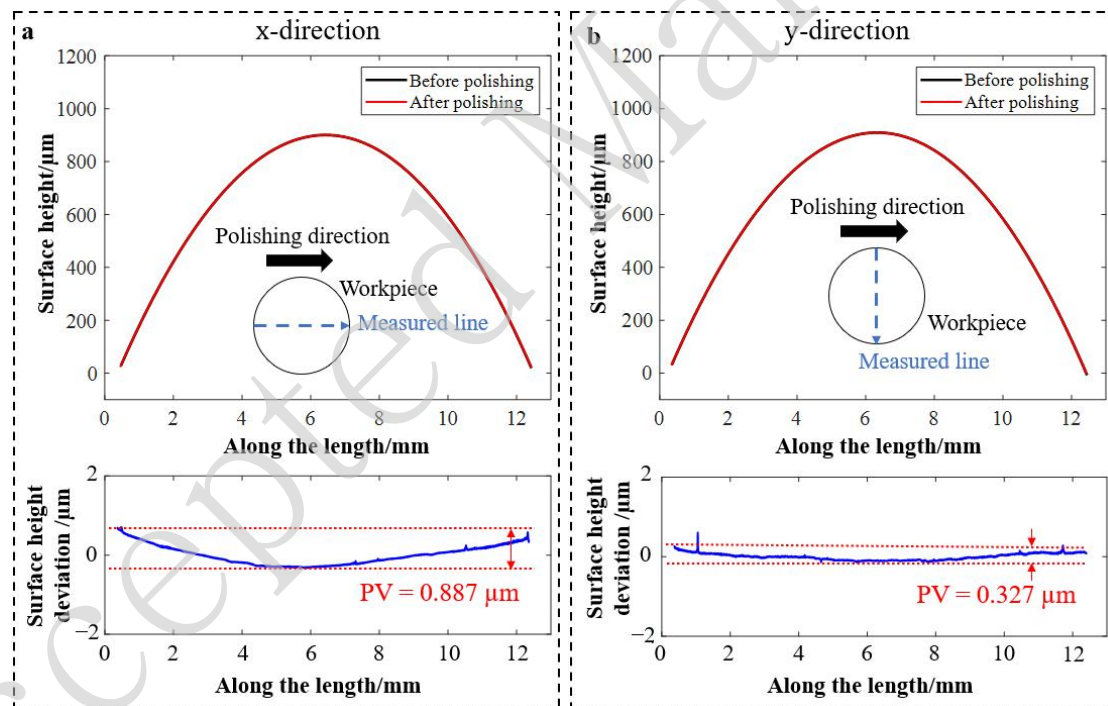 a
x-direction
1200
1000
800
600
400
200
0
Surface height/μm
Before polishing
After polishing
Polishing direction
Workpiece
Measured line
0 2 4 6 8 10 12
Along the length/mm
2
0
−2
Surface height
deviation /μm
PV = 0.887 μm
0 2 4 6 8 10 12
Along the length/mm
b
y-direction
1200
1000
800
600
400
200
0
Surface height/μm
Before polishing
After polishing
Polishing direction
Workpiece
Measured line
0 2 4 6 8 10 12
Along the length/mm
2
0
−2
Surface height
deviation /μm
PV = 0.327 μm
0 2 4 6 8 10 12
Along the length/mm